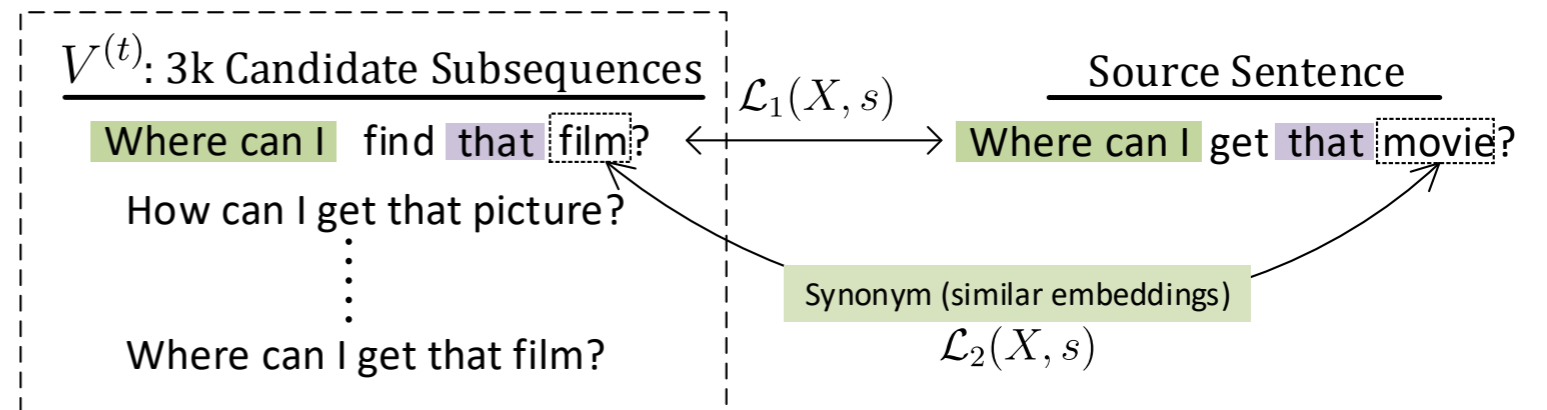 V^{(t)}: 3k Candidate Subsequences
Where can I find that film?
How can I get that picture?
Where can I get that film?
ℒ₁(X, s)
Source Sentence
Where can I get that movie?
Synonym (similar embeddings)
ℒ₂(X, s)